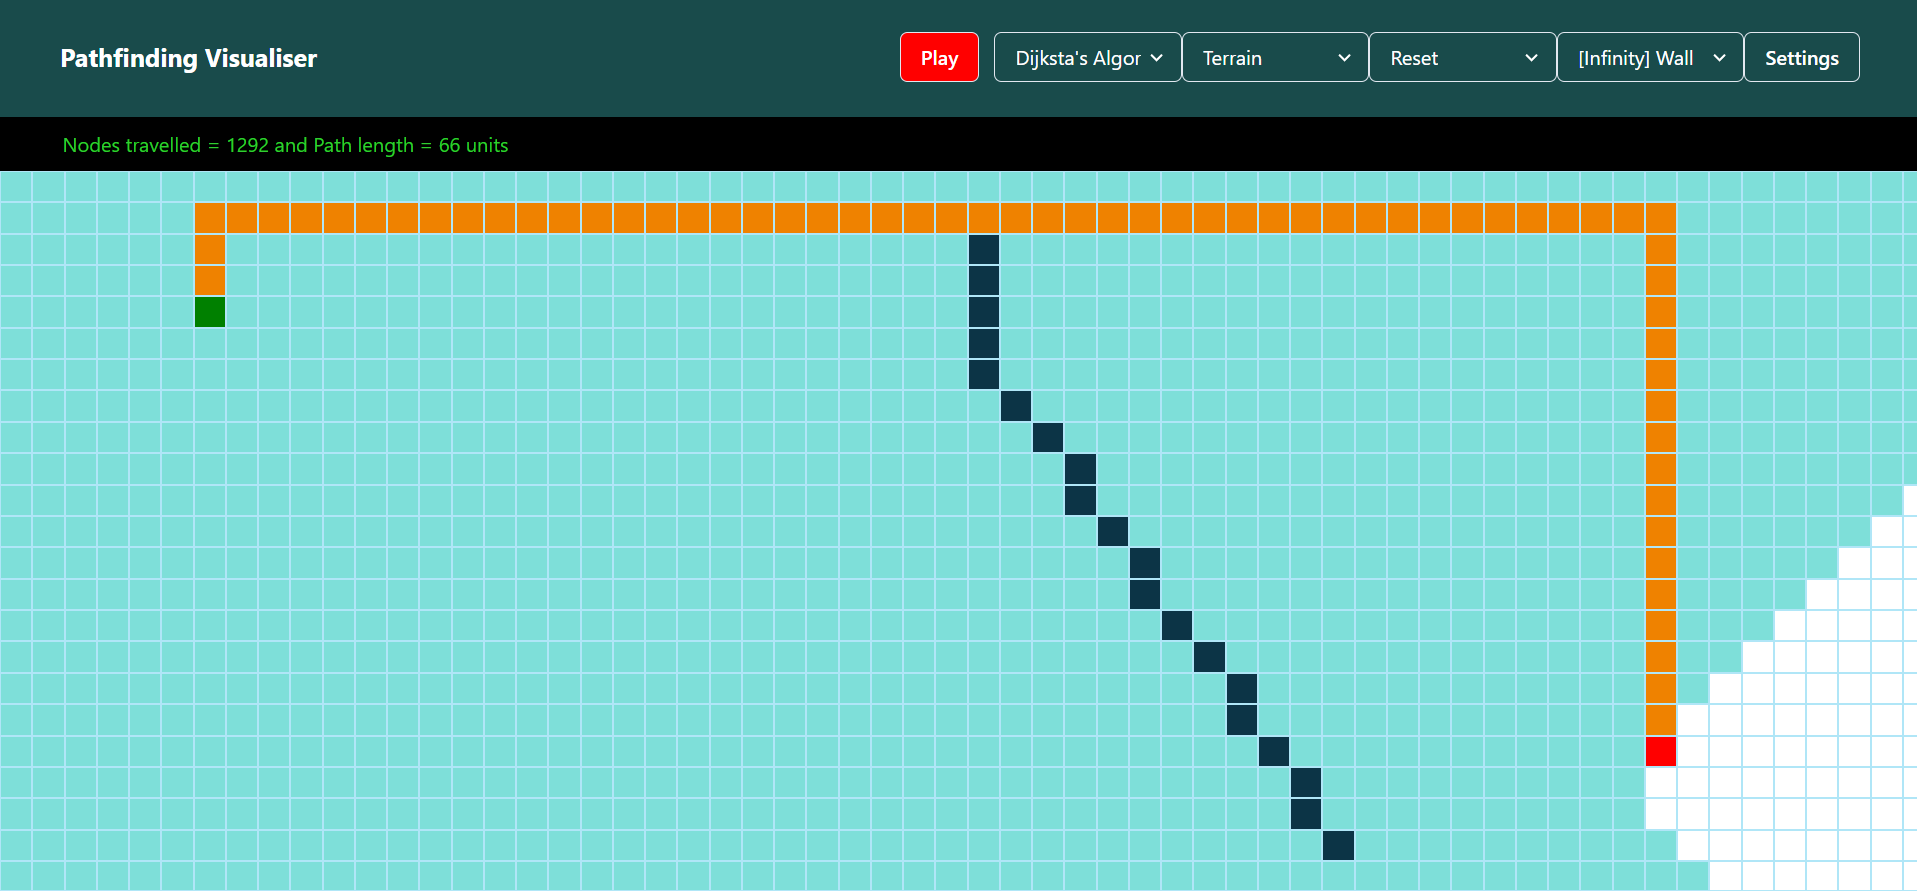 Pathfinding Visualiser
Play
Dijksta's Algor
Terrain
Reset
[Infinity] Wall
Settings
Nodes travelled = 1292 and Path length = 66 units